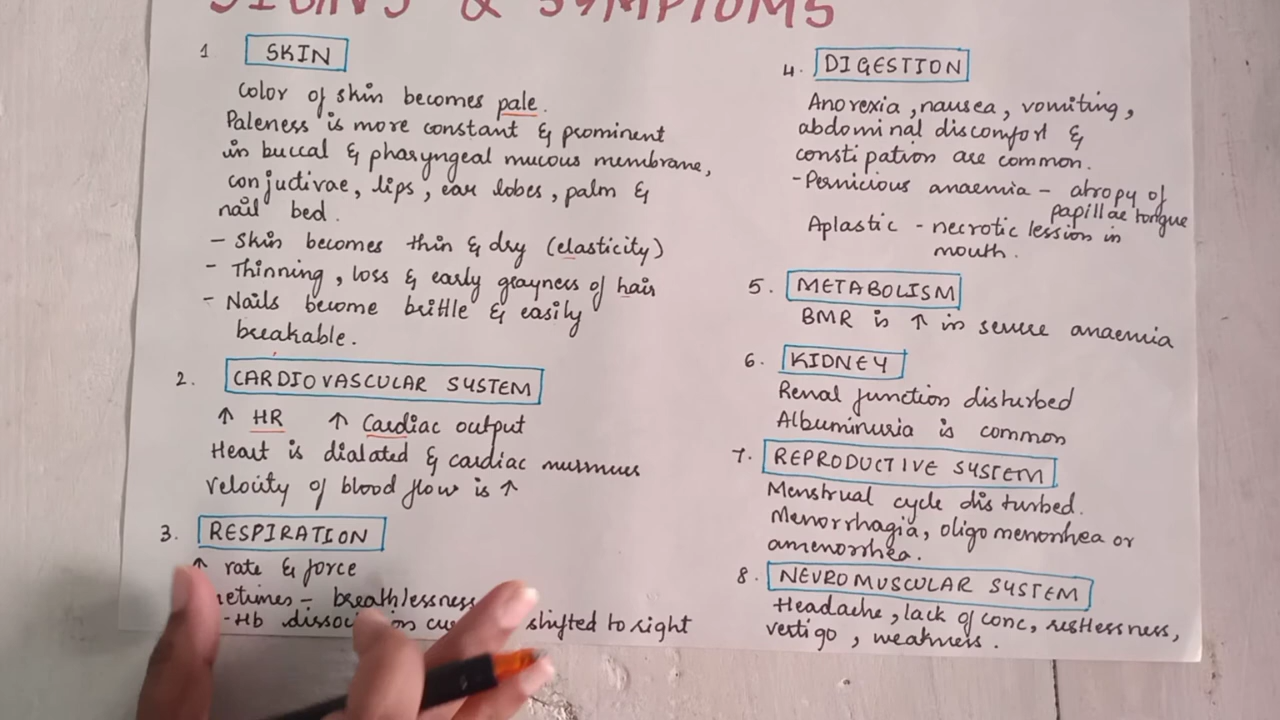 SIGNS & SYMPTOMS
1 SKIN
Color of skin becomes pale.
Paleness is more constant & prominent
in buccal & pharyngeal mucous membrane,
conjuctivae, lips, ear lobes, palm &
nail bed.
- Skin becomes thin & dry (elasticity)
- Thinning, loss & early grayness of hair
- Nails become brittle & easily
breakable.
2. CARDIOVASCULAR SYSTEM
↑ HR ↑ Cardiac output
Heart is dialated & cardiac murmur
velocity of blood flow is ↑
3. RESPIRATION
↑ rate & force
- breathlessness
-Hb shifted to right
4. DIGESTION
Anorexia, nausea, vomiting,
abdominal discomfort &
constipation are common.
- Pernicious anaemia - atropy of
papillae tongue
Aplastic - necrotic lession in
mouth.
5. METABOLISM
BMR is ↑ in severe anaemia
6. KIDNEY
Renal function disturbed
Albuminuria is common
7. REPRODUCTIVE SYSTEM
Menstrual cycle disturbed.
Menorrhagia, oligomenorrhea or
amenorrhea.
8. NEUROMUSCULAR SYSTEM
Headache, lack of conc, restlessness,
vertigo, weakness.